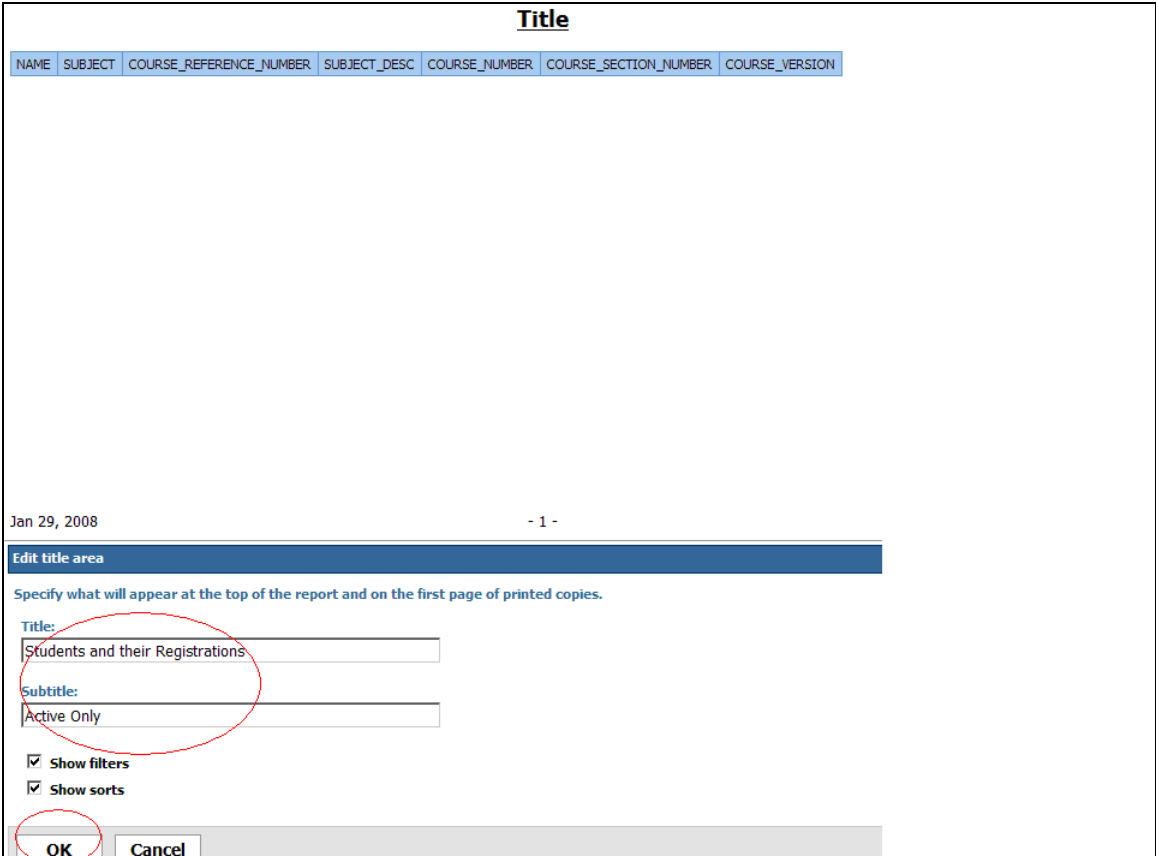 Title
NAME SUBJECT COURSE_REFERENCE_NUMBER SUBJECT_DESC COURSE_NUMBER COURSE_SECTION_NUMBER COURSE_VERSION
Jan 29, 2008 - 1 -
Edit title area
Specify what will appear at the top of the report and on the first page of printed copies.
Title:
Students and their Registrations
Subtitle:
Active Only
Show filters
Show sorts
OK Cancel